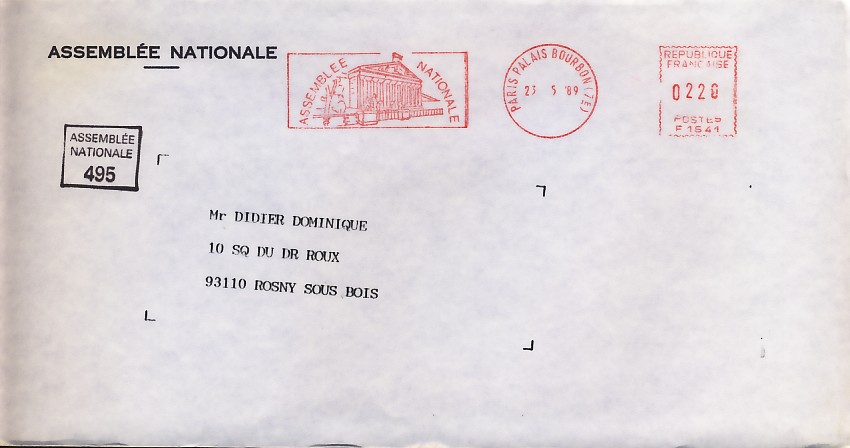 ASSEMBLÉE NATIONALE
ASSEMBLÉE NATIONALE
PARIS PALAIS BOURBON (7E)
23 5 89
REPUBLIQUE
FRANCAISE
0220
POSTES
F 1541
ASSEMBLÉE
NATIONALE
495
Mr DIDIER DOMINIQUE
10 SQ DU DR ROUX
93110 ROSNY SOUS BOIS